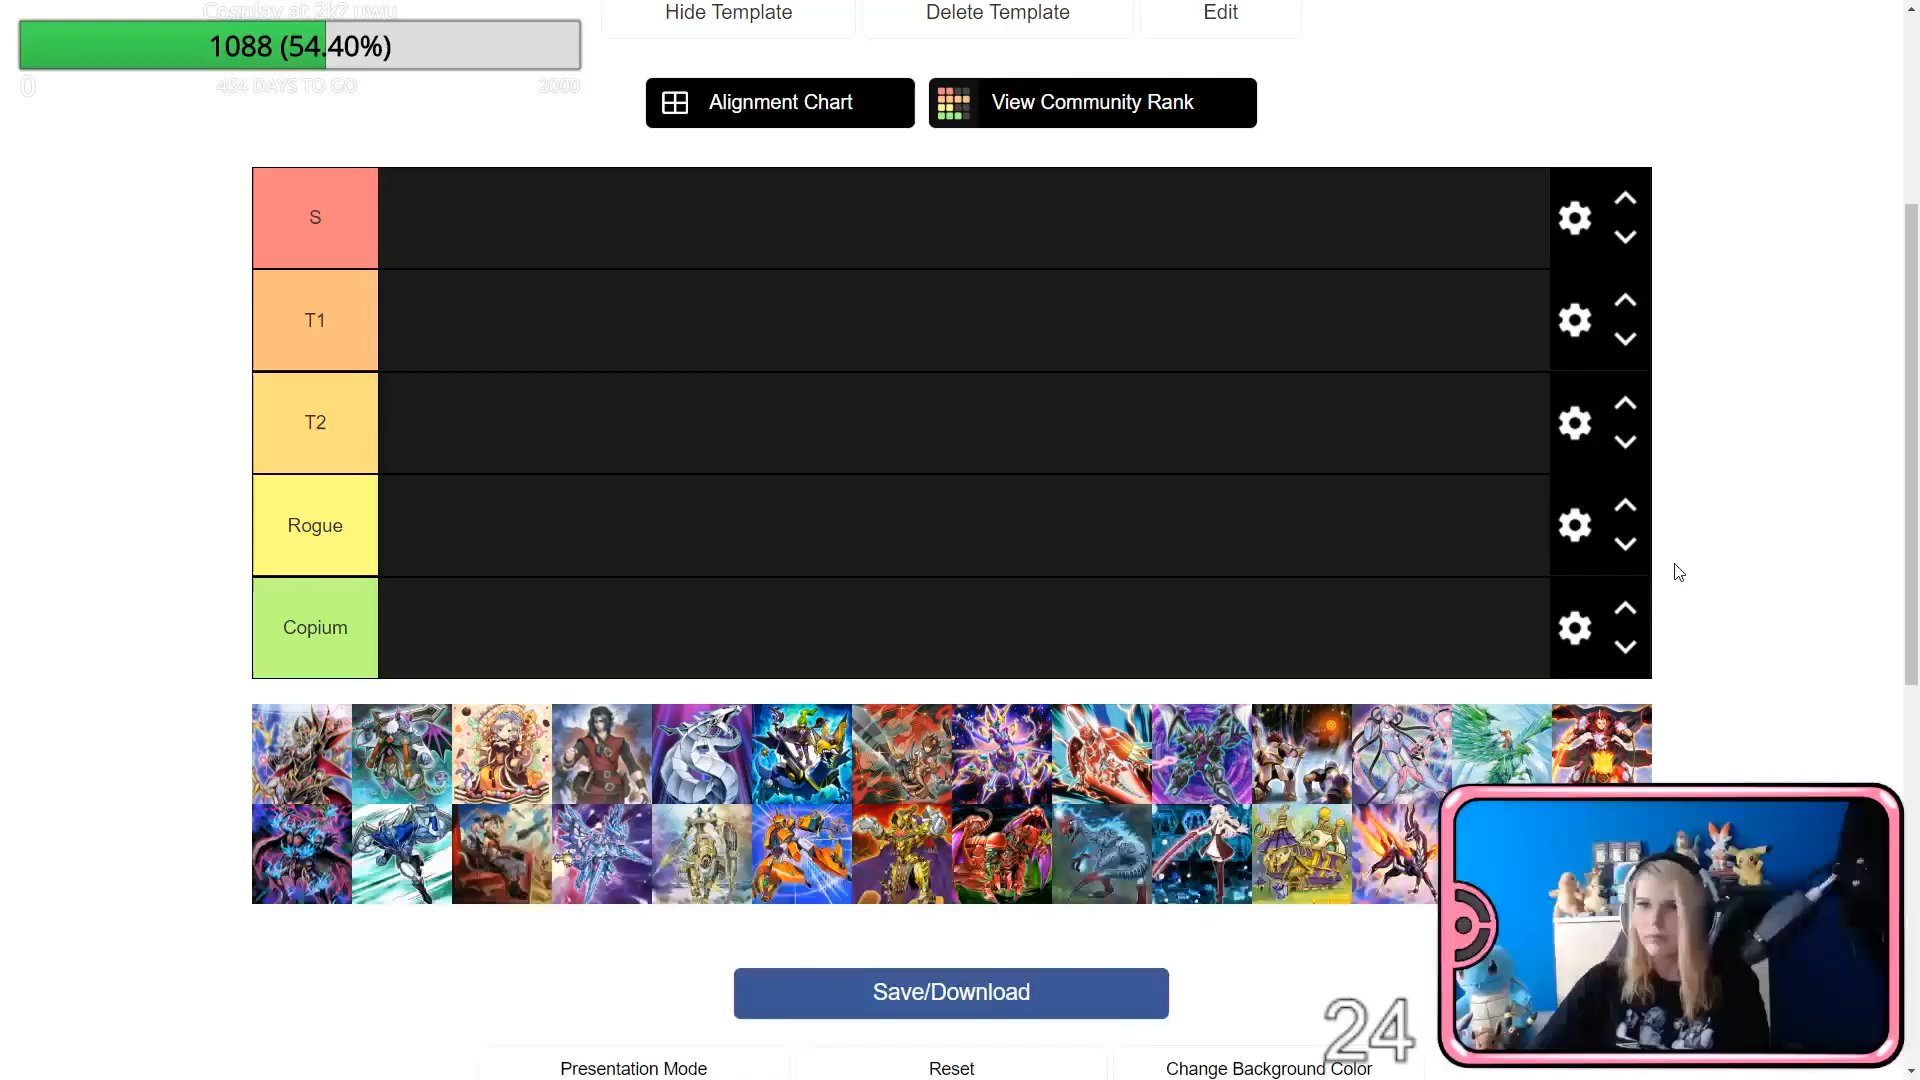 Cosplay at 2k? uwu
1088 (54.40%)
0
454 DAYS TO GO
2000
Hide Template
Delete Template
Edit
Alignment Chart
View Community Rank
S
T1
T2
Rogue
Copium
Save/Download
24
Presentation Mode
Reset
Change Background Color